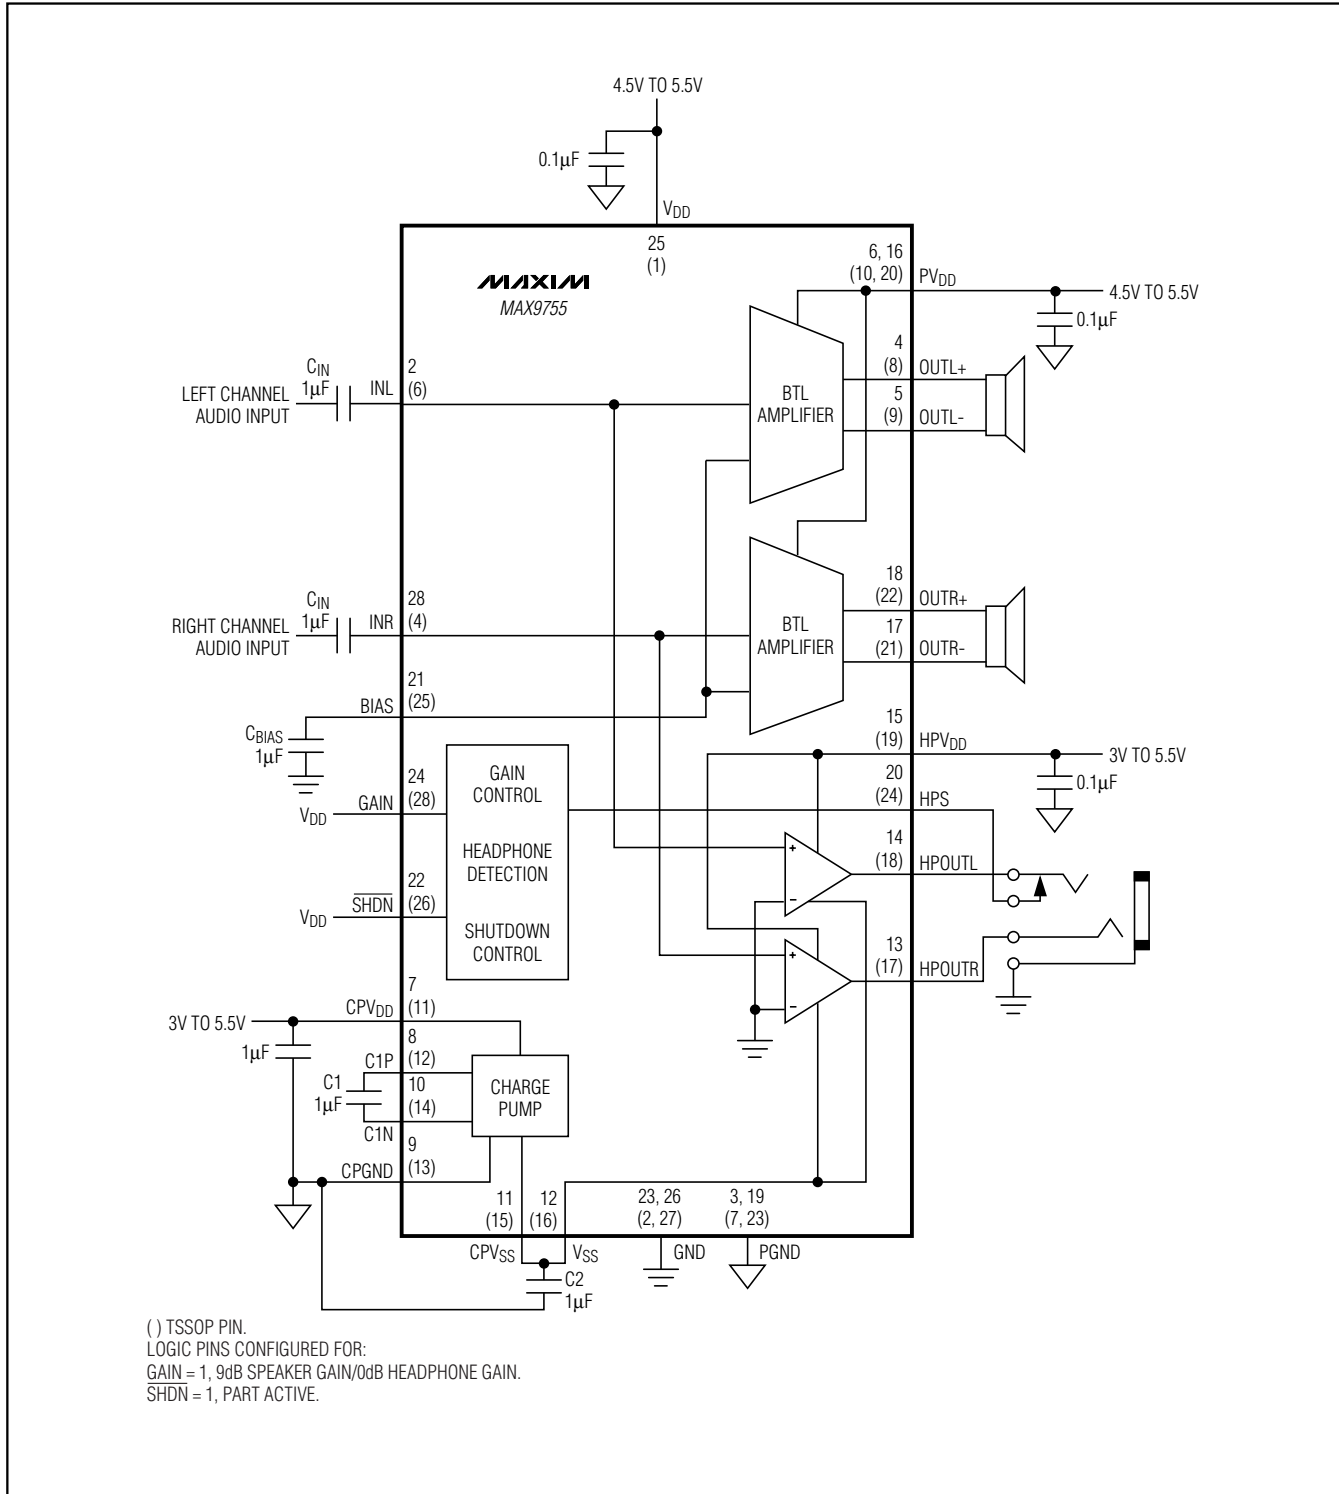 4.5V TO 5.5V
0.1μF
VDD
25
(1)
MAXIM
MAX9755
6, 16
(10, 20)
PVDD
4.5V TO 5.5V
0.1μF
4
(8)
OUTL+
5
(9)
OUTL-
BTL
AMPLIFIER
CIN
1μF
LEFT CHANNEL
AUDIO INPUT
INL
2
(6)
18
(22)
OUTR+
17
(21)
OUTR-
BTL
AMPLIFIER
CIN
1μF
RIGHT CHANNEL
AUDIO INPUT
INR
28
(4)
21
(25)
BIAS
CBIAS
1μF
15
(19)
HPVDD
3V TO 5.5V
0.1μF
20
(24)
HPS
GAIN
CONTROL
HEADPHONE
DETECTION
SHUTDOWN
CONTROL
24
(28)
GAIN
VDD
22
(26)
SHDN
VDD
14
(18)
HPOUTL
+
−
13
(17)
HPOUTR
+
−
7
(11)
CPVDD
3V TO 5.5V
1μF
8
(12)
C1P
C1
1μF
10
(14)
C1N
CHARGE
PUMP
9
(13)
CPGND
11
(15)
12
(16)
23, 26
(2, 27)
3, 19
(7, 23)
CPVSS
VSS
GND
PGND
C2
1μF
( ) TSSOP PIN.
LOGIC PINS CONFIGURED FOR:
GAIN = 1, 9dB SPEAKER GAIN/0dB HEADPHONE GAIN.
SHDN = 1, PART ACTIVE.